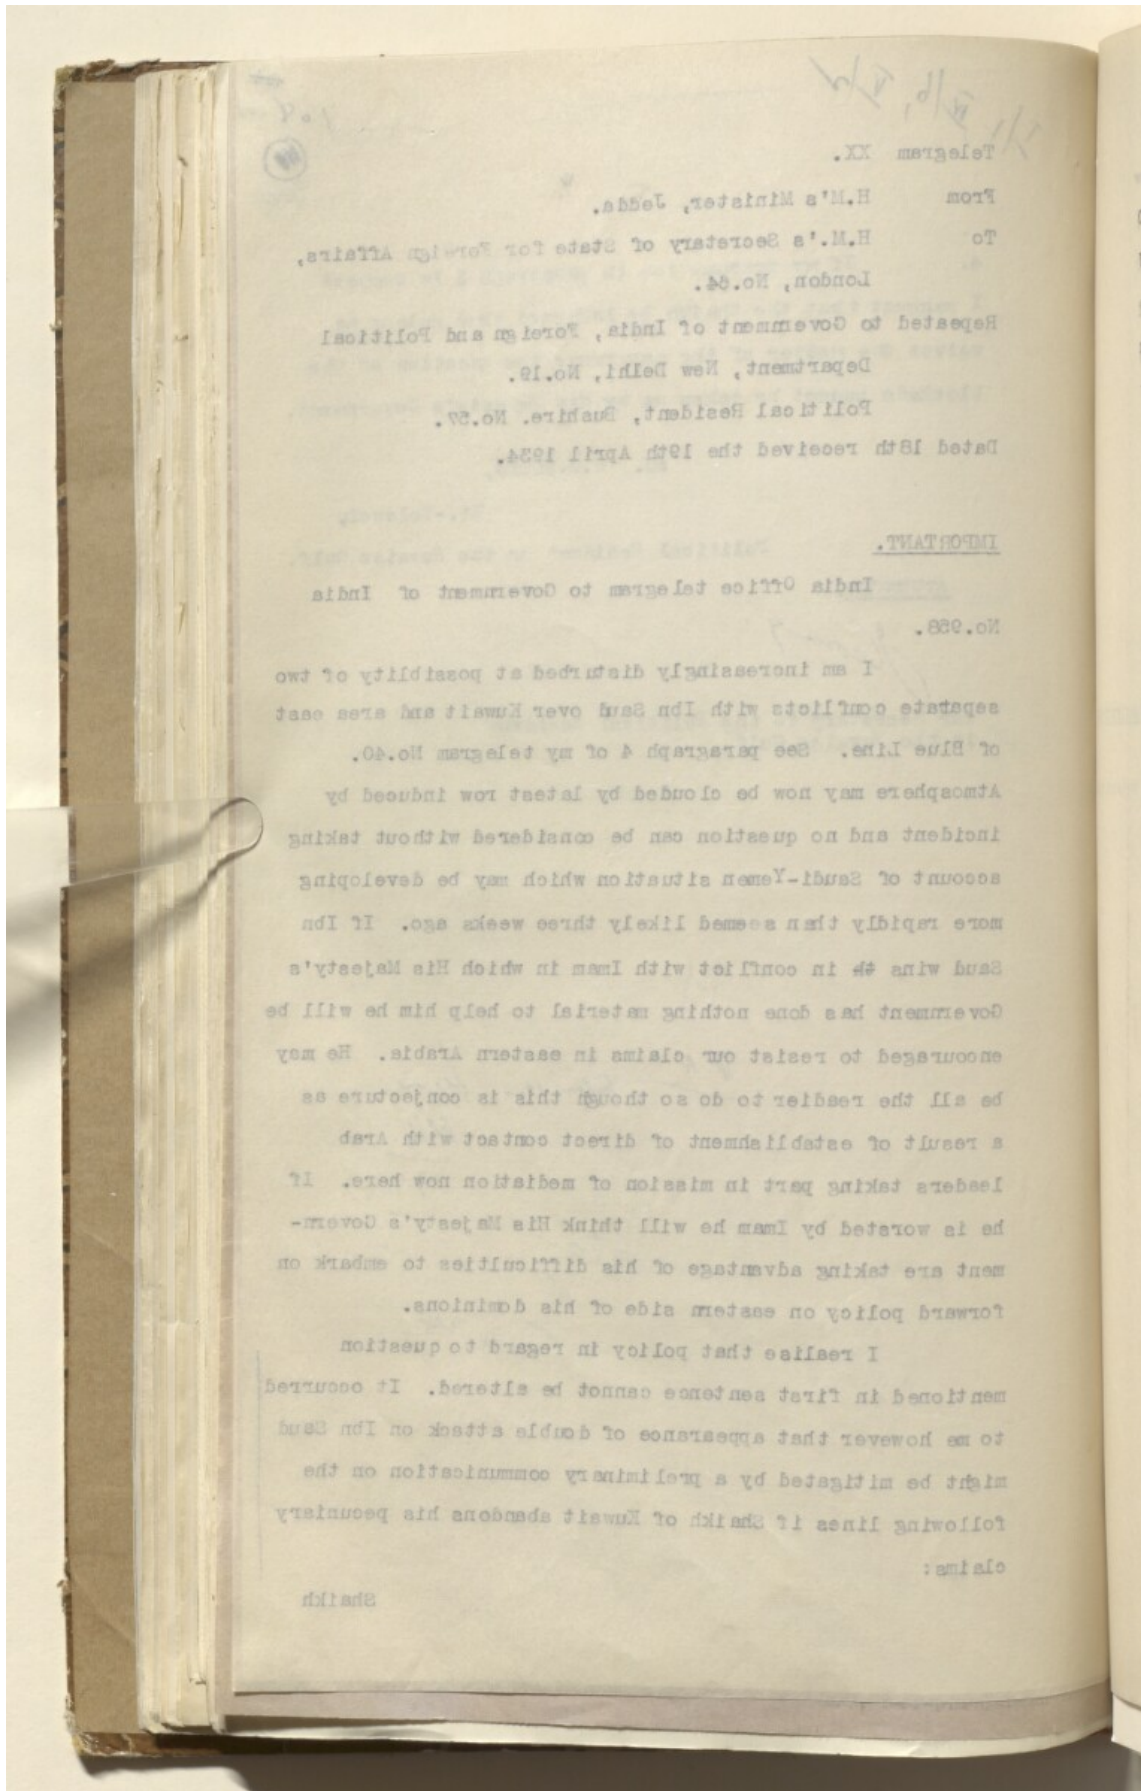 Telegram XX.
From H.M's Minister, Jedda.
To H.M.'s Secretary of State for Foreign Affairs,
London, No.64.
Repeated to Government of India, Foreign and Political
Department, New Delhi, No.19.
Political Resident, Bushire. No.57.
Dated 18th received the 19th April 1934.
IMPORTANT.
India Office telegram to Government of India
No.958.
I am increasingly disturbed at possiblity of two
separate conflicts with Ibn Saud over Kuwait and area east
of Blue Line. See paragraph 4 of my telegram No.40.
Atmosphere may now be clouded by latest row induced by
incident and no question can be considered without taking
account of Saudi-Yemen situation which may be developing
more rapidly than seemed likely three weeks ago. If Ibn
Saud wins th in conflict with Imam in which His Majesty's
Government has done nothing material to help him he will be
encouraged to resist our claims in eastern Arabia. He may
be all the readier to do so though this is conjecture as
a result of establishment of direct contact with Arab
leaders taking part in mission of mediation now here. If
he is worsted by Imam he will think His Majesty's Govern-
ment are taking advantage of his difficulties to embark on
forward policy on eastern side of his dominions.
I realise that policy in regard to question
mentioned in first sentence cannot be altered. It occurred
to me however that appearance of double attack on Ibn Saud
might be mitigated by a preliminary communication on the
following lines if Shaikh of Kuwait abandons his pecuniary
claims:
Shaikh